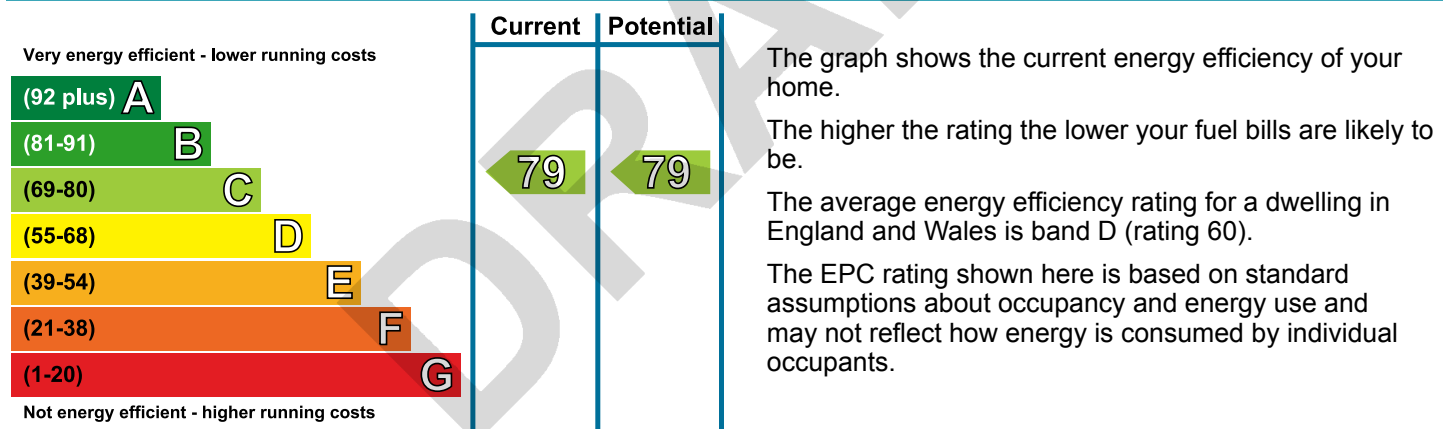 Current Potential
Very energy efficient - lower running costs
(92 plus) A
(81-91) B
(69-80) C
79 79
(55-68) D
(39-54) E
(21-38) F
(1-20) G
Not energy efficient - higher running costs
The graph shows the current energy efficiency of your
home.
The higher the rating the lower your fuel bills are likely to
be.
The average energy efficiency rating for a dwelling in
England and Wales is band D (rating 60).
The EPC rating shown here is based on standard
assumptions about occupancy and energy use and
may not reflect how energy is consumed by individual
occupants.